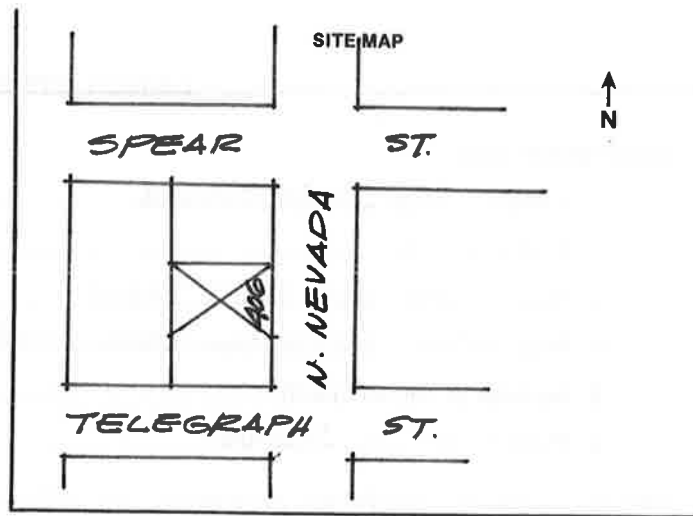 SITE MAP
N
SPEAR ST.
N. NEVADA
406
TELEGRAPH ST.